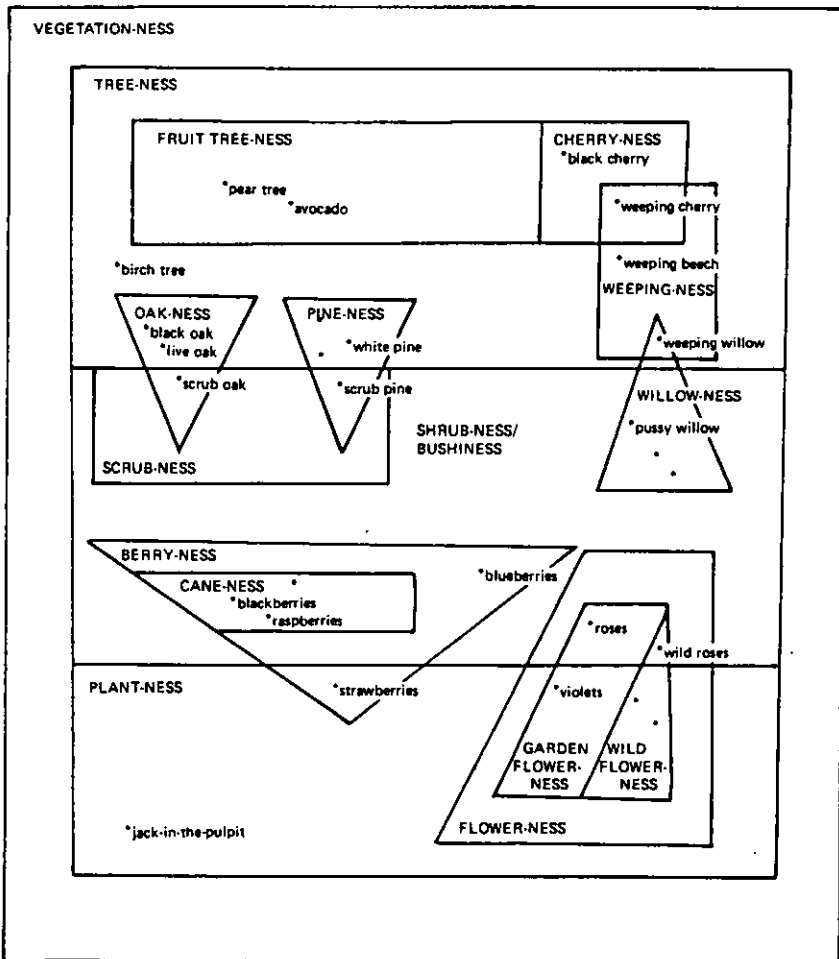 VEGETATION-NESS
TREE-NESS
FRUIT TREE-NESS
CHERRY-NESS
black cherry
pear tree
avocado
weeping cherry
birch tree
weeping beech
WEEPING-NESS
OAK-NESS
black oak
live oak
PINE-NESS
white pine
weeping willow
scrub oak
scrub pine
WILLOW-NESS
pussy willow
SHRUB-NESS/
BUSHINESS
SCRUB-NESS
BERRY-NESS
blueberries
CANE-NESS
blackberries
raspberries
roses
wild roses
PLANT-NESS
strawberries
violets
GARDEN
FLOWER-
NESS
WILD
FLOWER-
NESS
jack-in-the-pulpit
FLOWER-NESS